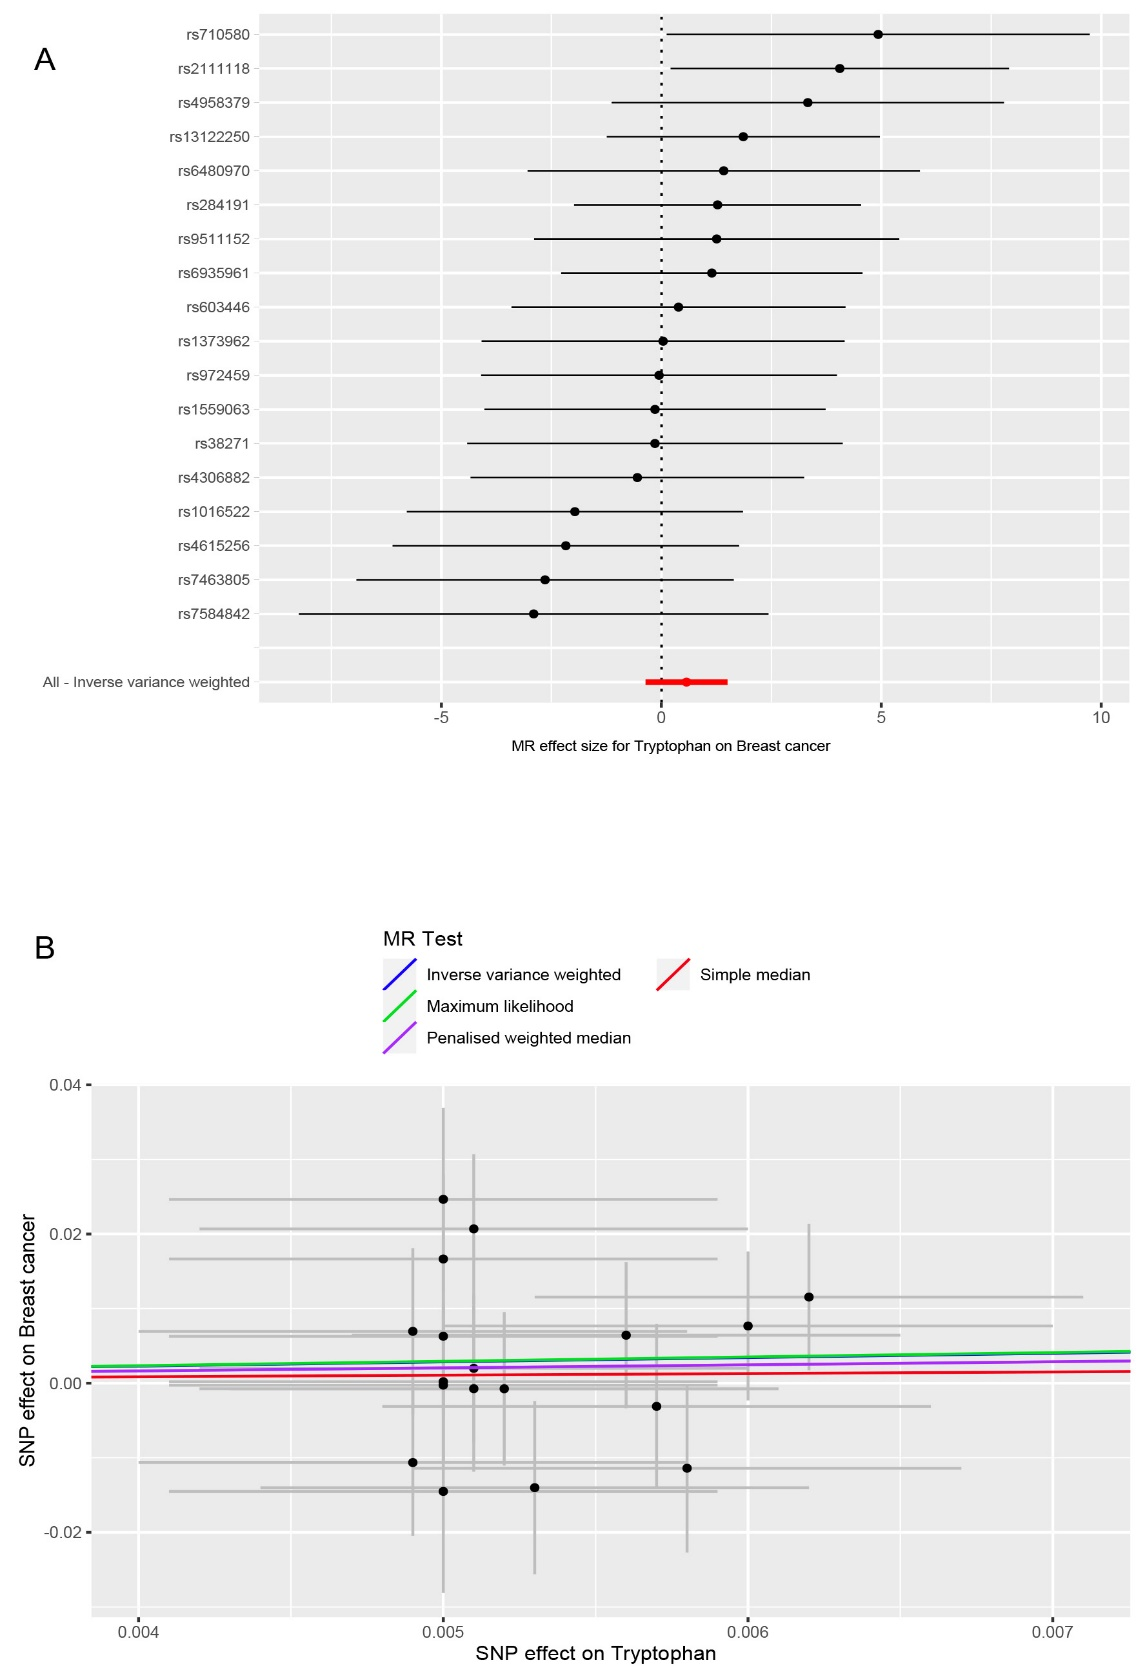 A
rs710580
rs2111118
rs4958379
rs13122250
rs6480970
rs284191
rs9511152
rs6935961
rs603446
rs1373962
rs972459
rs1559063
rs38271
rs4306882
rs1016522
rs4615256
rs7463805
rs7584842
All - Inverse variance weighted
-5 0 5 10
MR effect size for Tryptophan on Breast cancer
B
MR Test
Inverse variance weighted
Simple median
Maximum likelihood
Penalised weighted median
0.04
0.02
0.00
-0.02
SNP effect on Breast cancer
0.004 0.005 0.006 0.007
SNP effect on Tryptophan